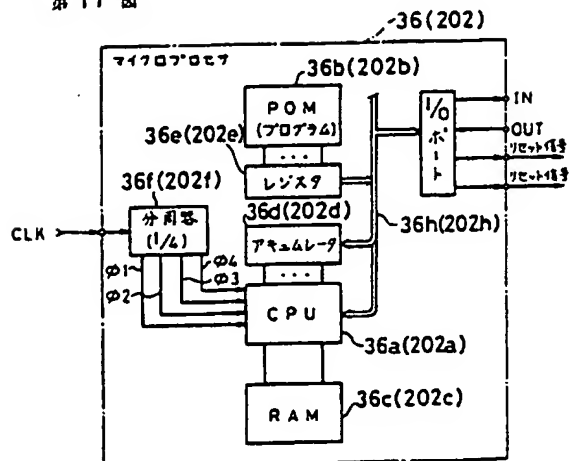 第17図
36(202)
マイクロプロセサ
36b(202b)
POM
(プログラム)
36e(202e)
レジスタ
36f(202f)
36d(202d)
分周器
(1/4)
アキュムレータ
CLK
φ1
φ2
φ4
φ3
CPU
36a(202a)
RAM
36c(202c)
36h(202h)
I/Oポート
IN
OUT
リセット信号
リセット信号